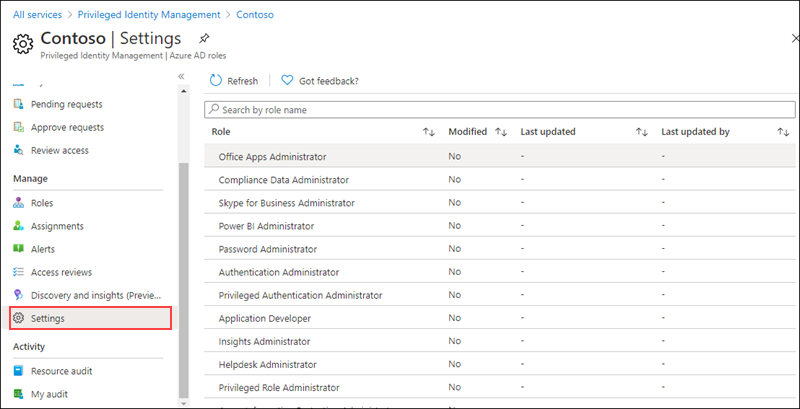 All services > Privileged Identity Management > Contoso
Contoso | Settings
Privileged Identity Management | Azure AD roles
Pending requests
Approve requests
Review access
Manage
Roles
Assignments
Alerts
Access reviews
Discovery and insights (Previe...
Settings
Activity
Resource audit
My audit
Refresh
Got feedback?
Search by role name
Role Modified Last updated Last updated by
Office Apps Administrator No - -
Compliance Data Administrator No - -
Skype for Business Administrator No - -
Power BI Administrator No - -
Password Administrator No - -
Authentication Administrator No - -
Privileged Authentication Administrator No - -
Application Developer No - -
Insights Administrator No - -
Helpdesk Administrator No - -
Privileged Role Administrator No - -